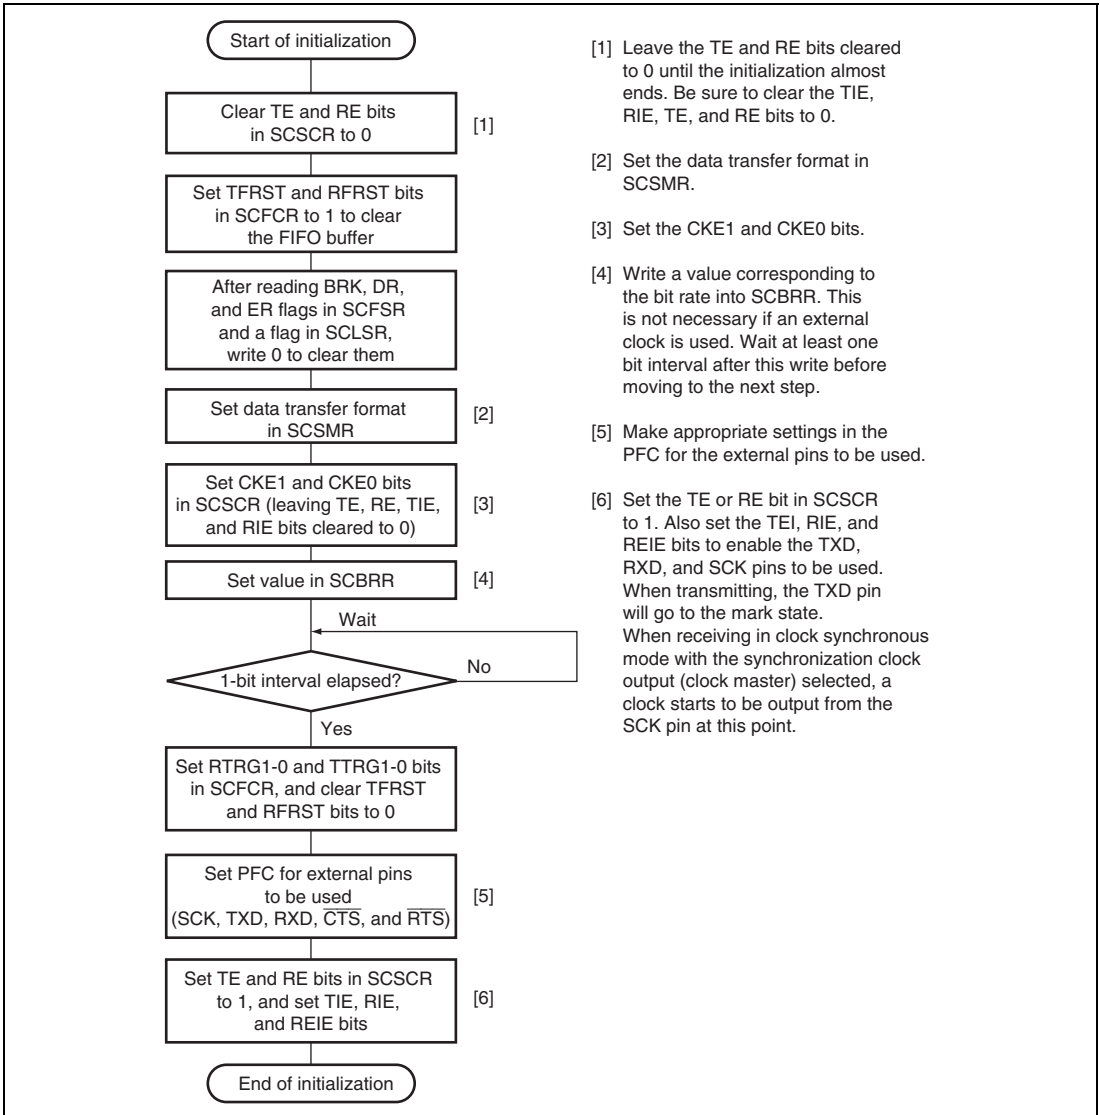 Start of initialization
Clear TE and RE bits
in SCSCR to 0
[1]
Set TFRST and RFRST bits
in SCFCR to 1 to clear
the FIFO buffer
After reading BRK, DR,
and ER flags in SCFSR
and a flag in SCLSR,
write 0 to clear them
Set data transfer format
in SCSMR
[2]
Set CKE1 and CKE0 bits
in SCSCR (leaving TE, RE, TIE,
and RIE bits cleared to 0)
[3]
Set value in SCBRR
[4]
Wait
1-bit interval elapsed?
No
Yes
Set RTRG1-0 and TTRG1-0 bits
in SCFCR, and clear TFRST
and RFRST bits to 0
Set PFC for external pins
to be used
(SCK, TXD, RXD, C̅T̅S̅, and R̅T̅S̅)
[5]
Set TE and RE bits in SCSCR
to 1, and set TIE, RIE,
and REIE bits
[6]
End of initialization
[1] Leave the TE and RE bits cleared
to 0 until the initialization almost
ends. Be sure to clear the TIE,
RIE, TE, and RE bits to 0.
[2] Set the data transfer format in
SCSMR.
[3] Set the CKE1 and CKE0 bits.
[4] Write a value corresponding to
the bit rate into SCBRR. This
is not necessary if an external
clock is used. Wait at least one
bit interval after this write before
moving to the next step.
[5] Make appropriate settings in the
PFC for the external pins to be used.
[6] Set the TE or RE bit in SCSCR
to 1. Also set the TEI, RIE, and
REIE bits to enable the TXD,
RXD, and SCK pins to be used.
When transmitting, the TXD pin
will go to the mark state.
When receiving in clock synchronous
mode with the synchronization clock
output (clock master) selected, a
clock starts to be output from the
SCK pin at this point.